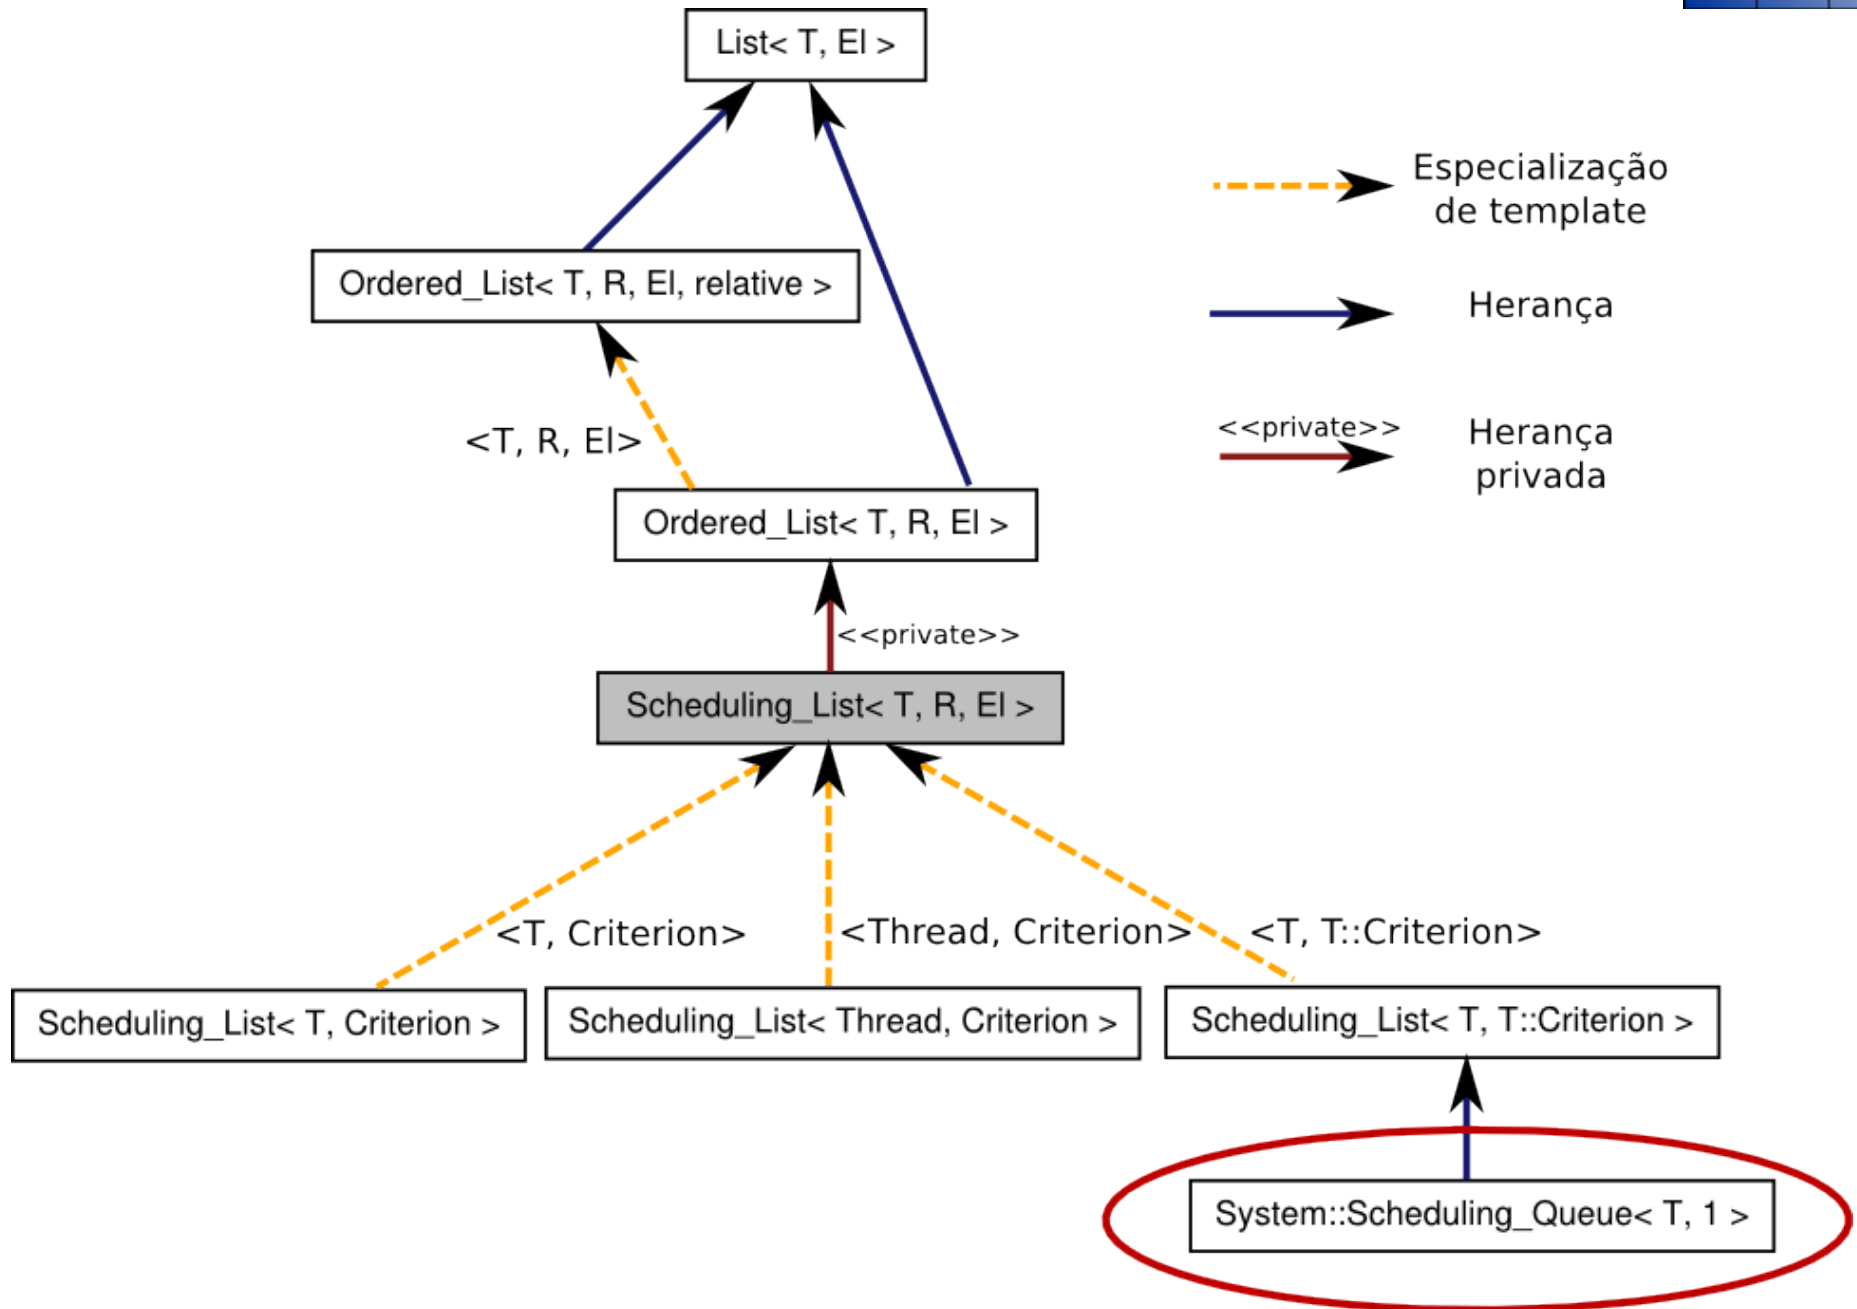 List< T, El >
Especialização
de template
Ordered_List< T, R, El, relative >
Herança
<<private>>
Herança
privada
<T, R, El>
Ordered_List< T, R, El >
<<private>>
Scheduling_List< T, R, El >
<T, Criterion>
<Thread, Criterion>
<T, T::Criterion>
Scheduling_List< T, Criterion >
Scheduling_List< Thread, Criterion >
Scheduling_List< T, T::Criterion >
System::Scheduling_Queue< T, 1 >